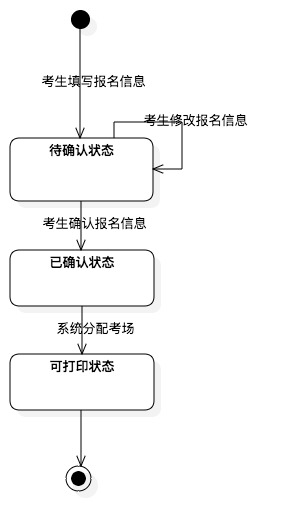 考生填写报名信息
考生修改报名信息
待确认状态
考生确认报名信息
已确认状态
系统分配考场
可打印状态